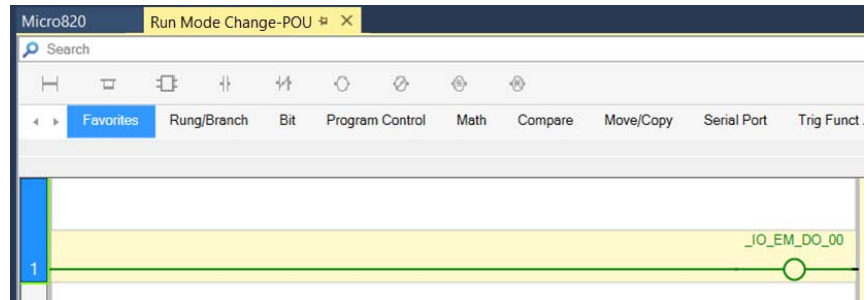 Micro820 Run Mode Change-POU
Search
Favorites Rung/Branch Bit Program Control Math Compare Move/Copy Serial Port Trig Funct
_IO_EM_DO_00
1